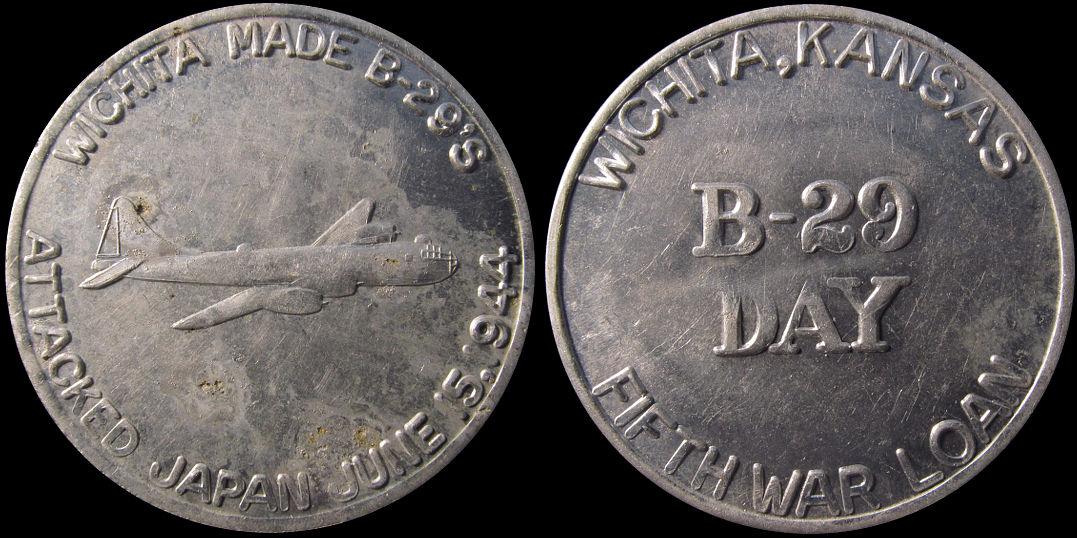 WICHITA MADE B-29'S
ATTACKED JAPAN JUNE 15, 1944
WICHITA, KANSAS
B-29
DAY
FIFTH WAR LOAN